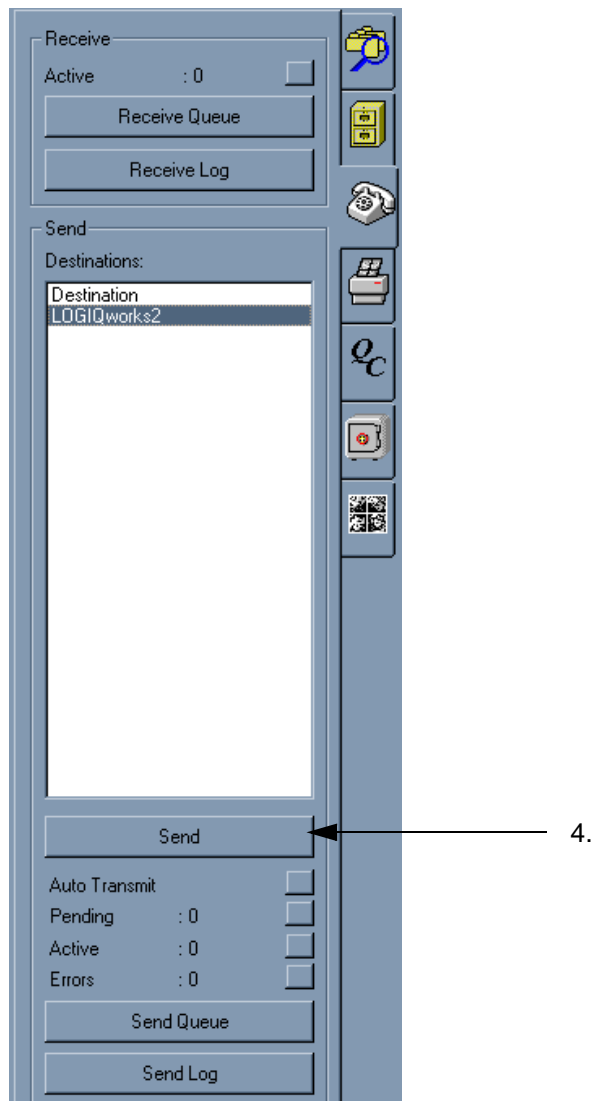 Receive
Active : 0
Receive Queue
Receive Log
Send
Destinations:
Destination
LOGIQworks2
QC
Send
4.
Auto Transmit
Pending : 0
Active : 0
Errors : 0
Send Queue
Send Log